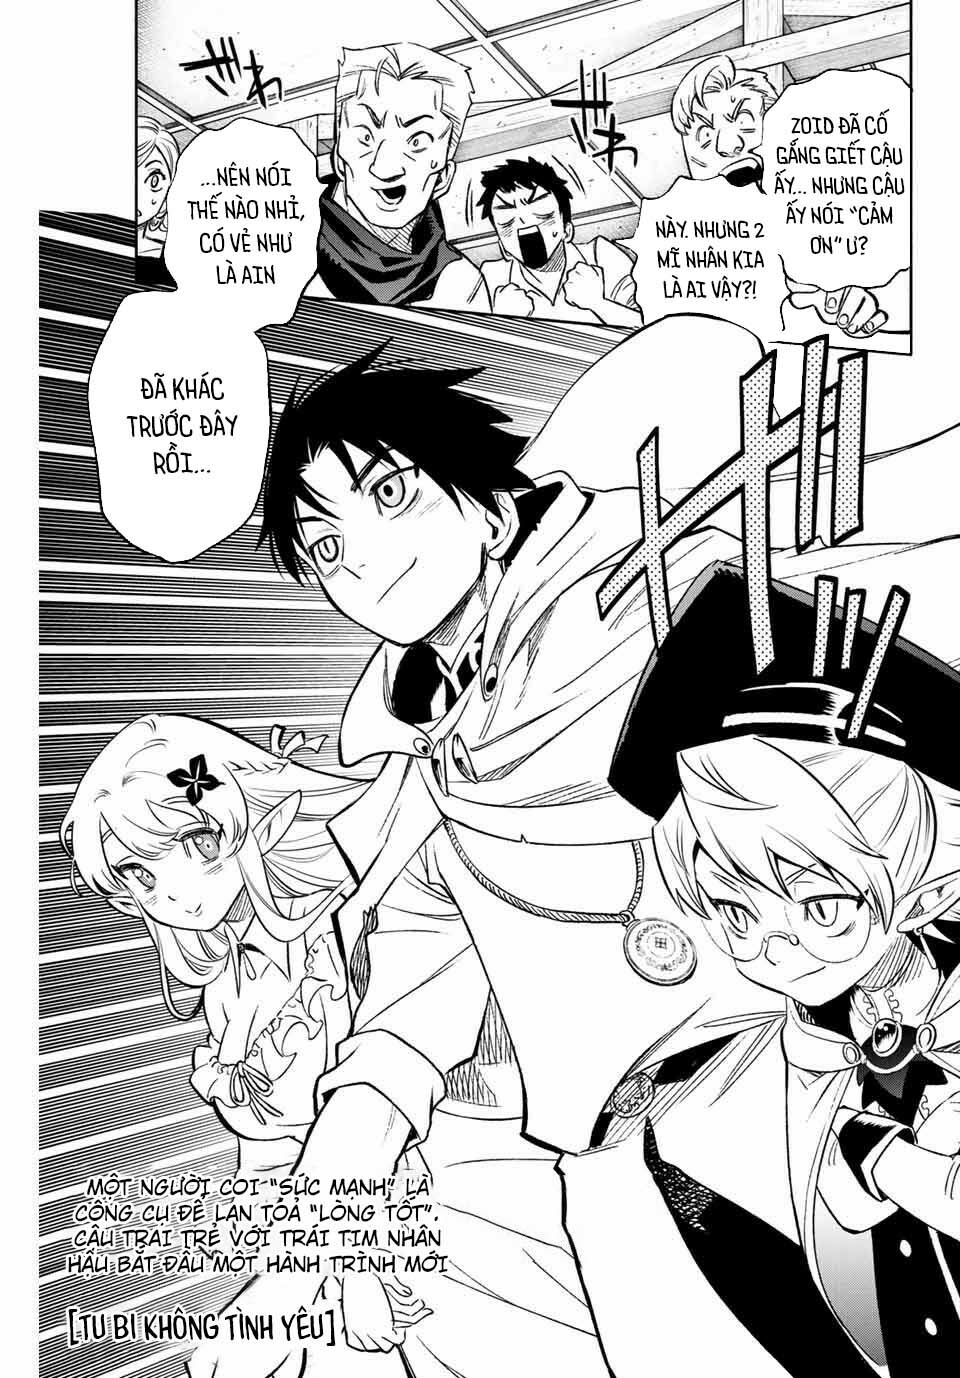 ZOID ĐÃ CỐ
GẮNG GIẾT CẬU
ẤY... NHƯNG CẬU
ẤY NÓI "CẢM
ƠN" Ư?
NÀY. NHƯNG 2
MĨ NHÂN KIA
LÀ AI VẬY?!
...NÊN NÓI
THẾ NÀO NHỈ,
CÓ VẺ NHƯ
LÀ AIN
ĐÃ KHÁC
TRƯỚC ĐÂY
RỒI...
MỘT NGƯỜI COI "SỨC MẠNH" LÀ
CÔNG CỤ ĐỂ LAN TỎA "LÒNG TỐT".
CẬU TRAI TRẺ VỚI TRÁI TIM NHÂN
HẬU BẮT ĐẦU MỘT HÀNH TRÌNH MỚI
[TU BI KHÔNG TÌNH YÊU]